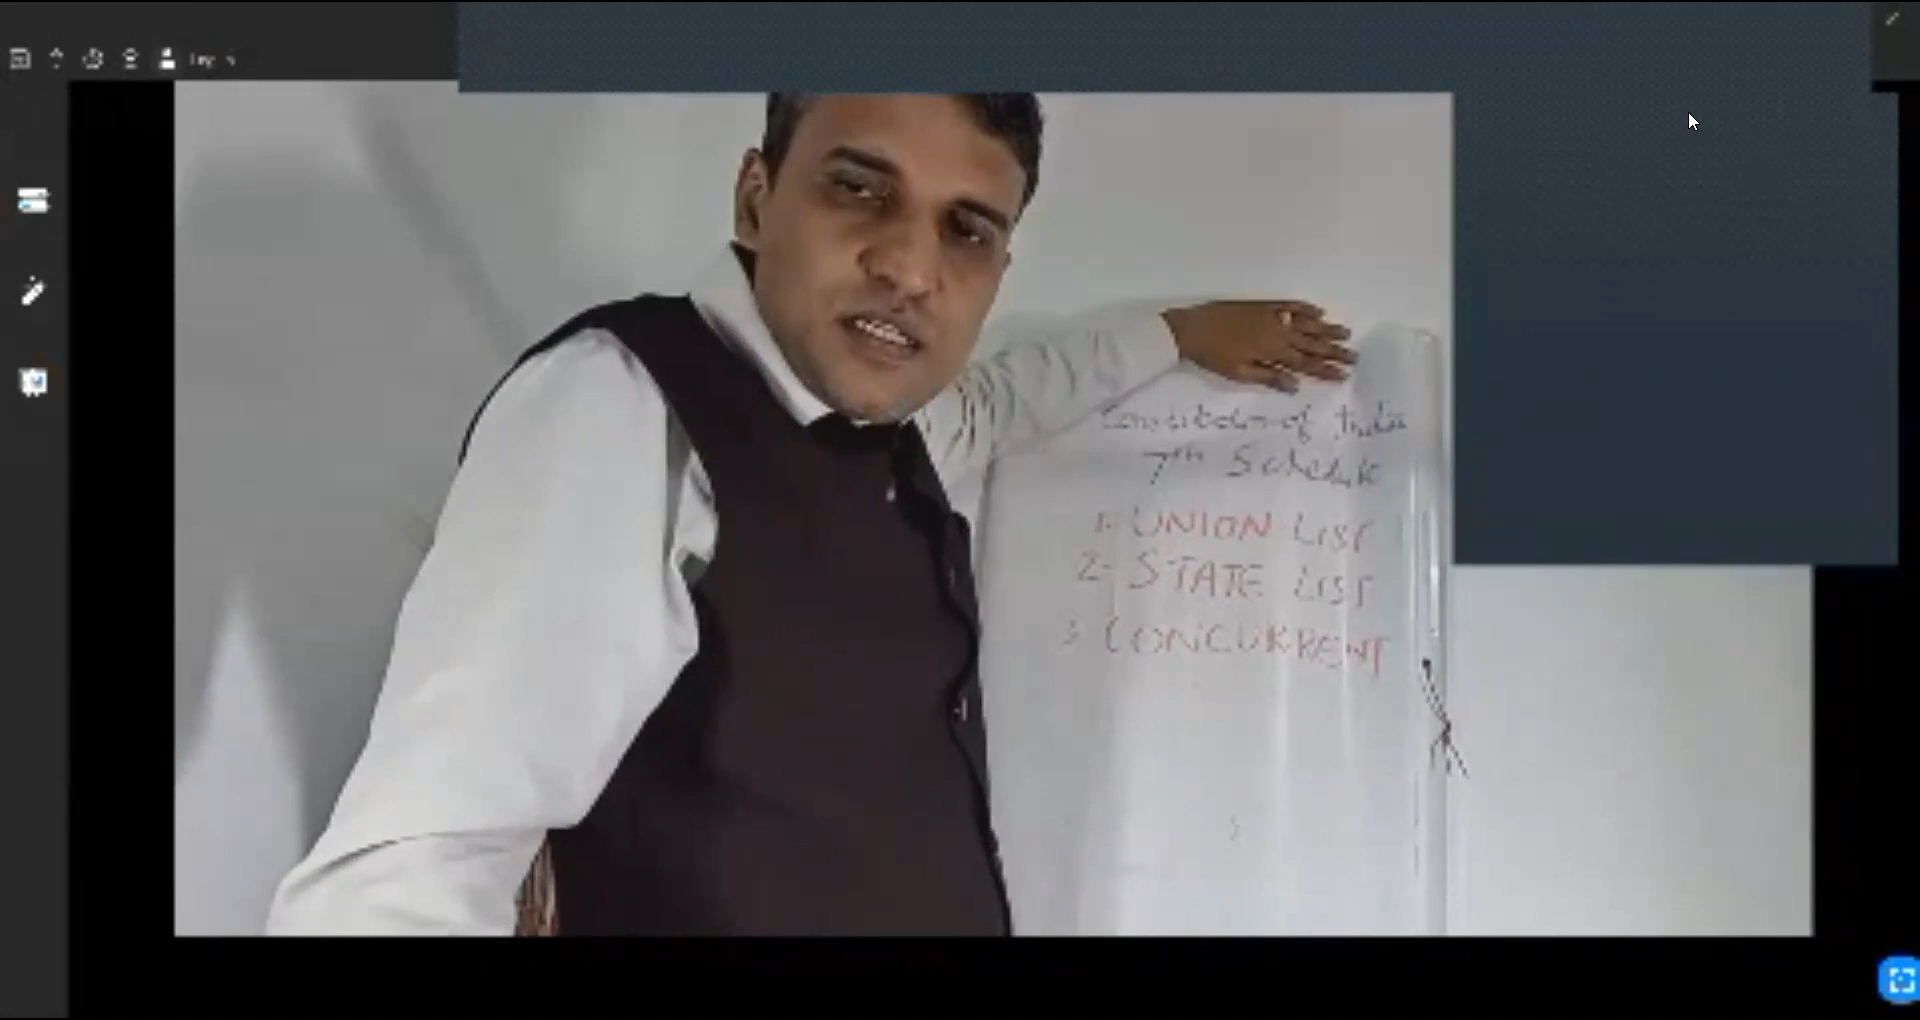 Constitution of India
7th Schedule
1. UNION LIST
2- STATE LIST
3 CONCURRENT